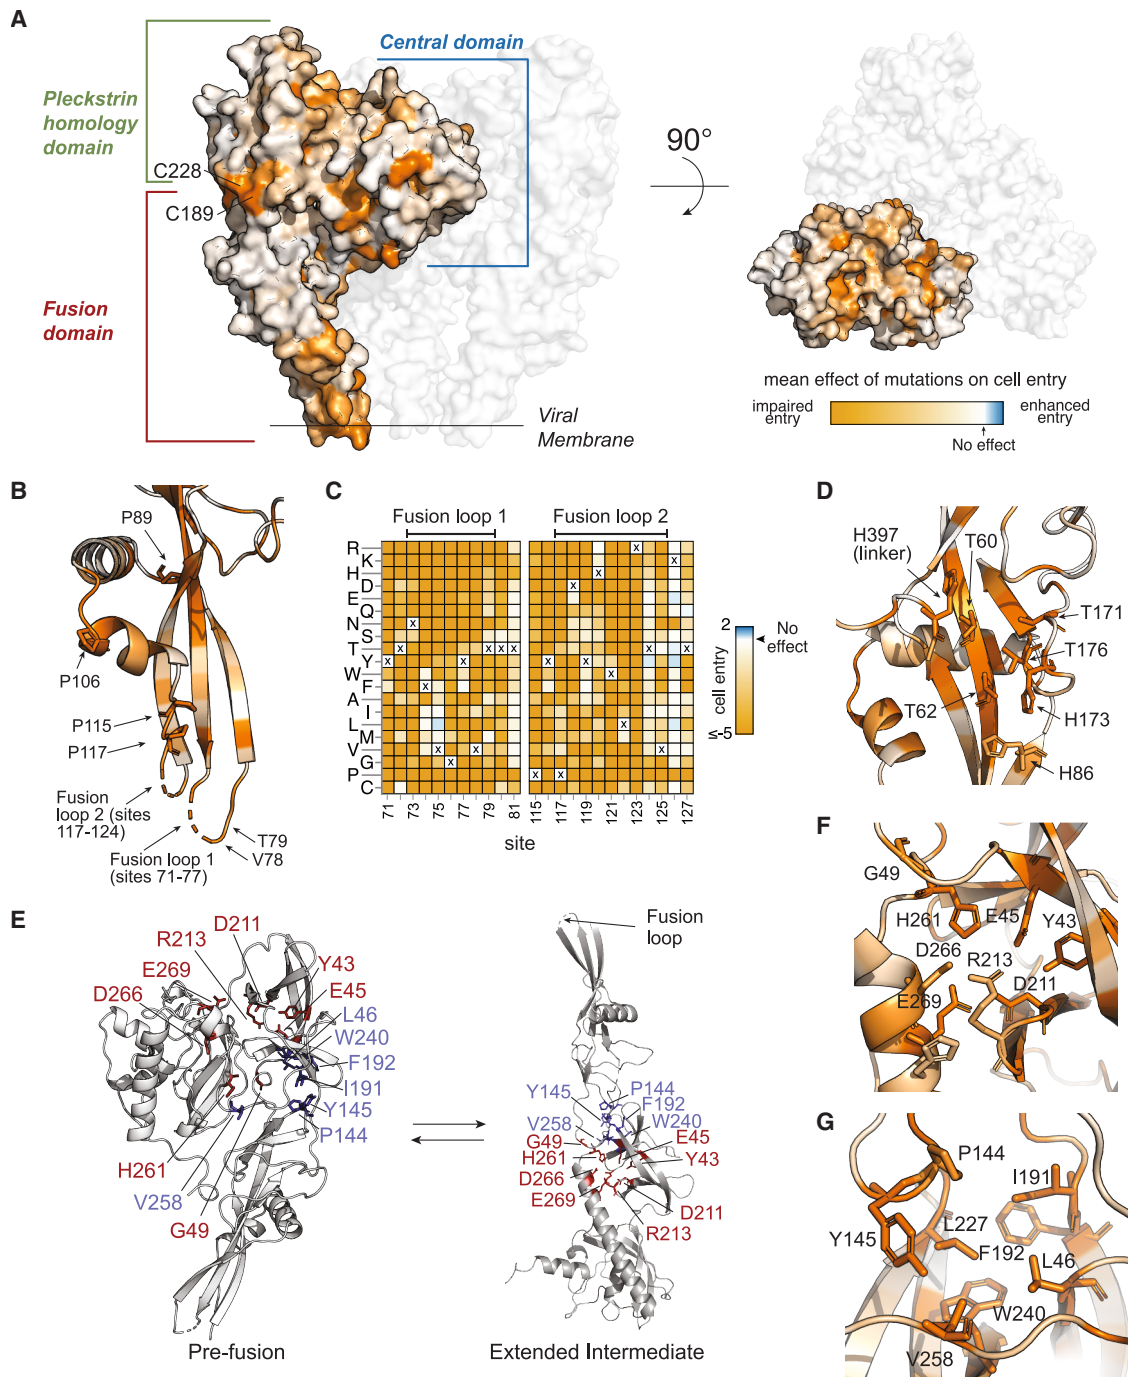 A
Pleckstrin
homology
domain
Central domain
C228
C189
Fusion
domain
Viral
Membrane
90°
mean effect of mutations on cell entry
impaired
entry
enhanced
entry
No effect
B
P89
P106
P115
P117
Fusion
loop 2 (sites
117-124)
Fusion loop 1
(sites 71-77)
T79
V78
C
Fusion loop 1
Fusion loop 2
R
K
H
D
E
Q
N
S
T
Y
W
F
A
I
L
M
V
G
P
C
71
73
75
77
79
81
115
117
119
121
123
125
127
site
2
No
effect
cell entry
≤-5
D
H397
(linker)
T60
T171
T176
T62
H173
H86
E
D211
R213
E269
D266
Y43
E45
L46
W240
F192
I191
Y145
P144
H261
V258
G49
Pre-fusion
Fusion
loop
Y145
P144
F192
V258
W240
G49
E45
H261
Y43
D266
E269
D211
R213
Extended Intermediate
F
G49
H261
E45
Y43
D266
R213
D211
E269
G
P144
I191
Y145
L227
F192
L46
W240
V258